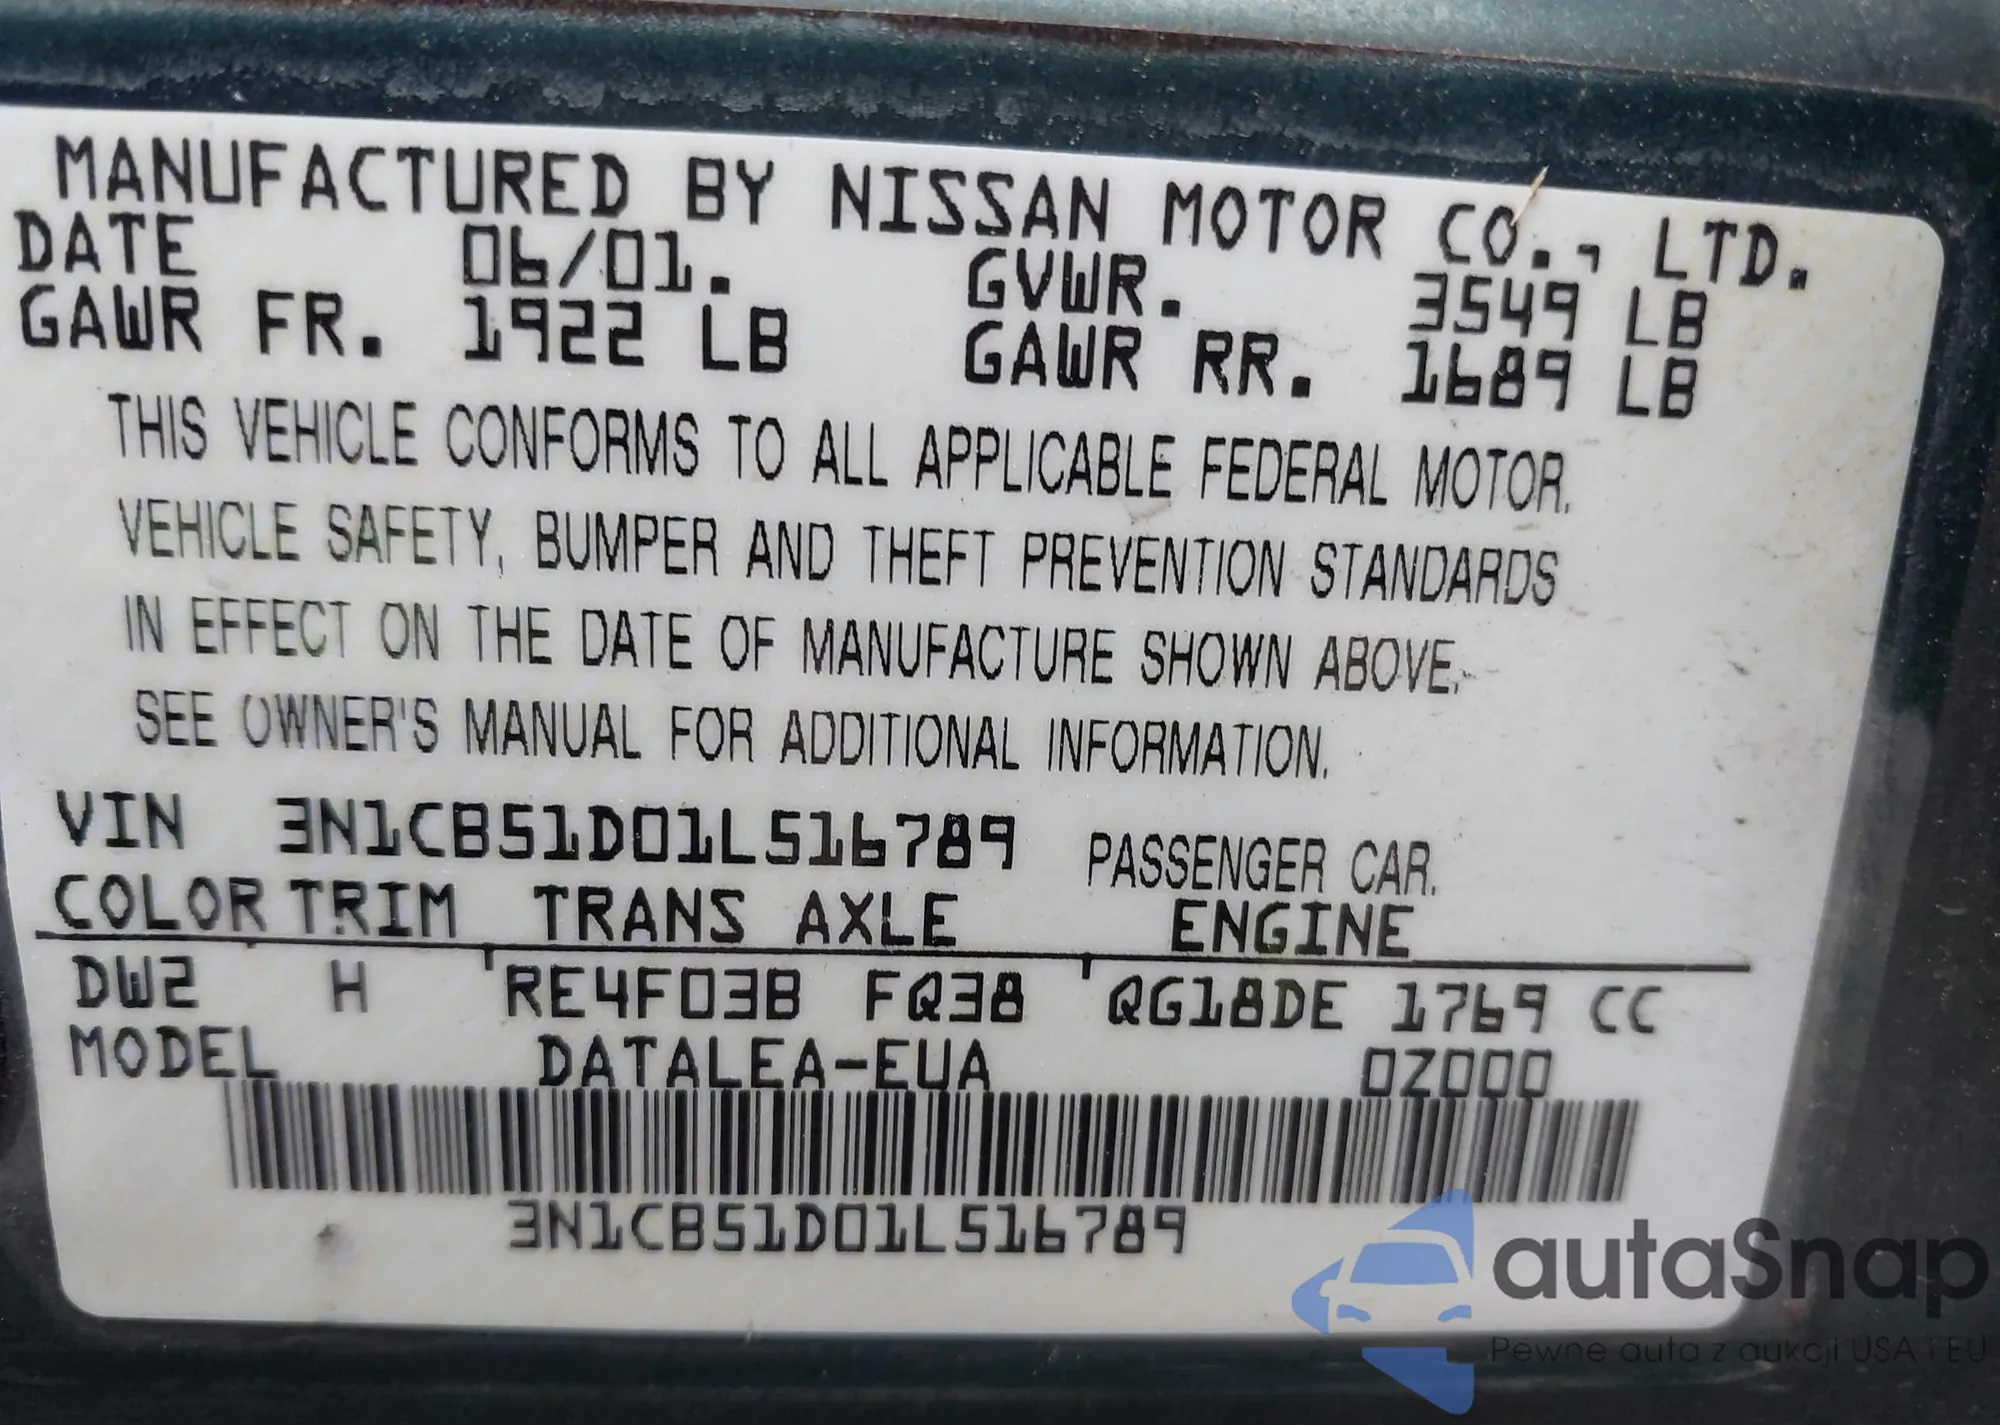 MANUFACTURED BY NISSAN MOTOR CO., LTD.
DATE 06/01. GVWR. 3549 LB
GAWR FR. 1922 LB GAWR RR. 1689 LB
THIS VEHICLE CONFORMS TO ALL APPLICABLE FEDERAL MOTOR
VEHICLE SAFETY, BUMPER AND THEFT PREVENTION STANDARDS
IN EFFECT ON THE DATE OF MANUFACTURE SHOWN ABOVE.
SEE OWNER'S MANUAL FOR ADDITIONAL INFORMATION.
VIN 3N1CB51D01L516789 PASSENGER CAR.
COLOR TRIM TRANS AXLE ENGINE
DW2 H RE4F03B FQ38 QG18DE 1769 CC
MODEL DATALEA-EUA 0Z000
3N1CB51D01L516789
autaSnap
Pewne auta z aukcji USA i EU